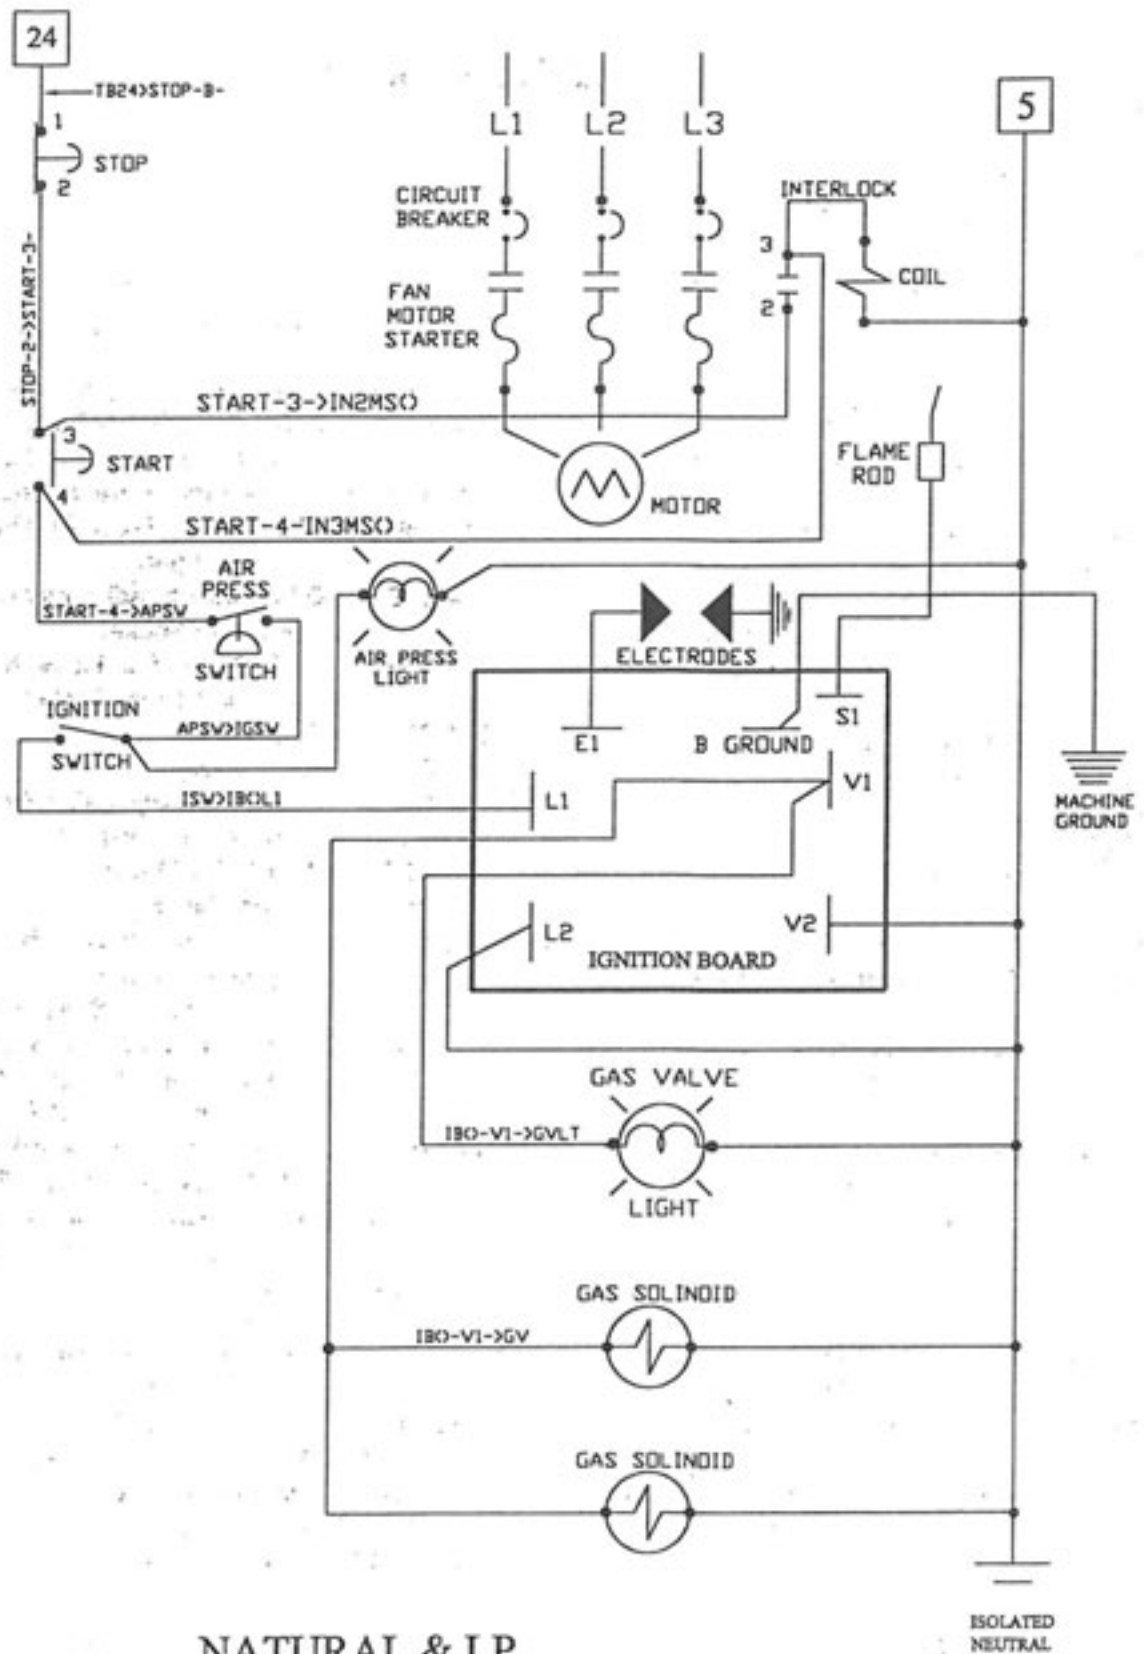 24
TB24>STOP-B-
1
STOP
2
STOP-2->START-3-
L1
L2
L3
5
CIRCUIT
BREAKER
INTERLOCK
3
COIL
2
FAN
MOTOR
STARTER
START-3->IN2MS()
3
START
4
FLAME
ROD
MOTOR
START-4-IN3MS()
AIR
PRESS
START-4->APSW
SWITCH
AIR PRESS
LIGHT
ELECTRODES
IGNITION
APSW>IGSW
SWITCH
E1
B GROUND
S1
V1
ISW>IB()L1
L1
MACHINE
GROUND
L2
V2
IGNITION BOARD
GAS VALVE
IB()-V1->GVLT
LIGHT
GAS SOLINOID
IB()-V1->GV
GAS SOLINOID
ISOLATED
NEUTRAL
NATURAL & LP